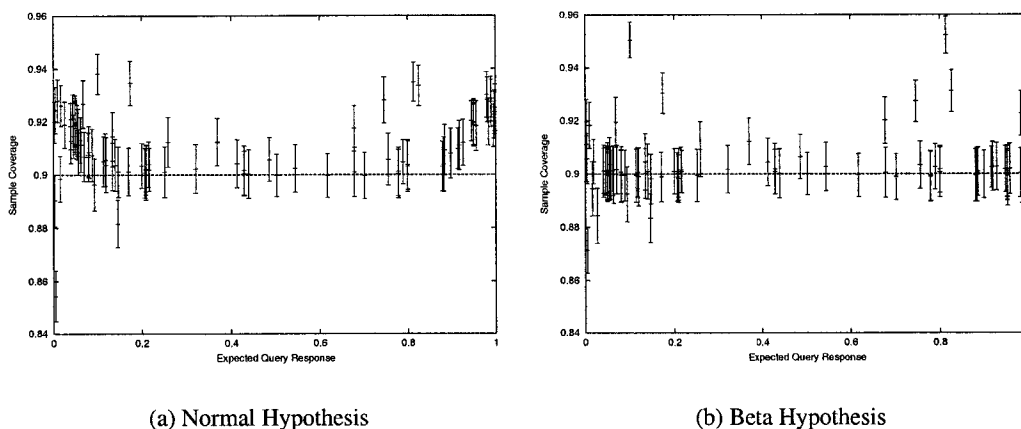 0.96
0.94
0.92
0.9
0.88
0.86
0.84
0 0.2 0.4 0.6 0.8 1
Sample Coverage
Expected Query Response
(a) Normal Hypothesis
0.96
0.94
0.92
0.9
0.88
0.86
0.84
0 0.2 0.4 0.6 0.8
Sample Coverage
Expected Query Response
(b) Beta Hypothesis